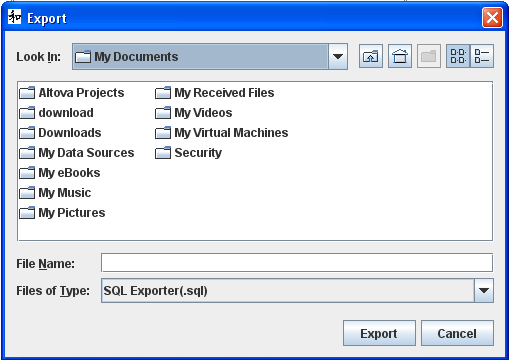 和 Export
Look In: My Documents
Altova Projects
download
Downloads
My Data Sources
My eBooks
My Music
My Pictures
My Received Files
My Videos
My Virtual Machines
Security
File Name:
Files of Type: SQL Exporter(.sql)
Export Cancel